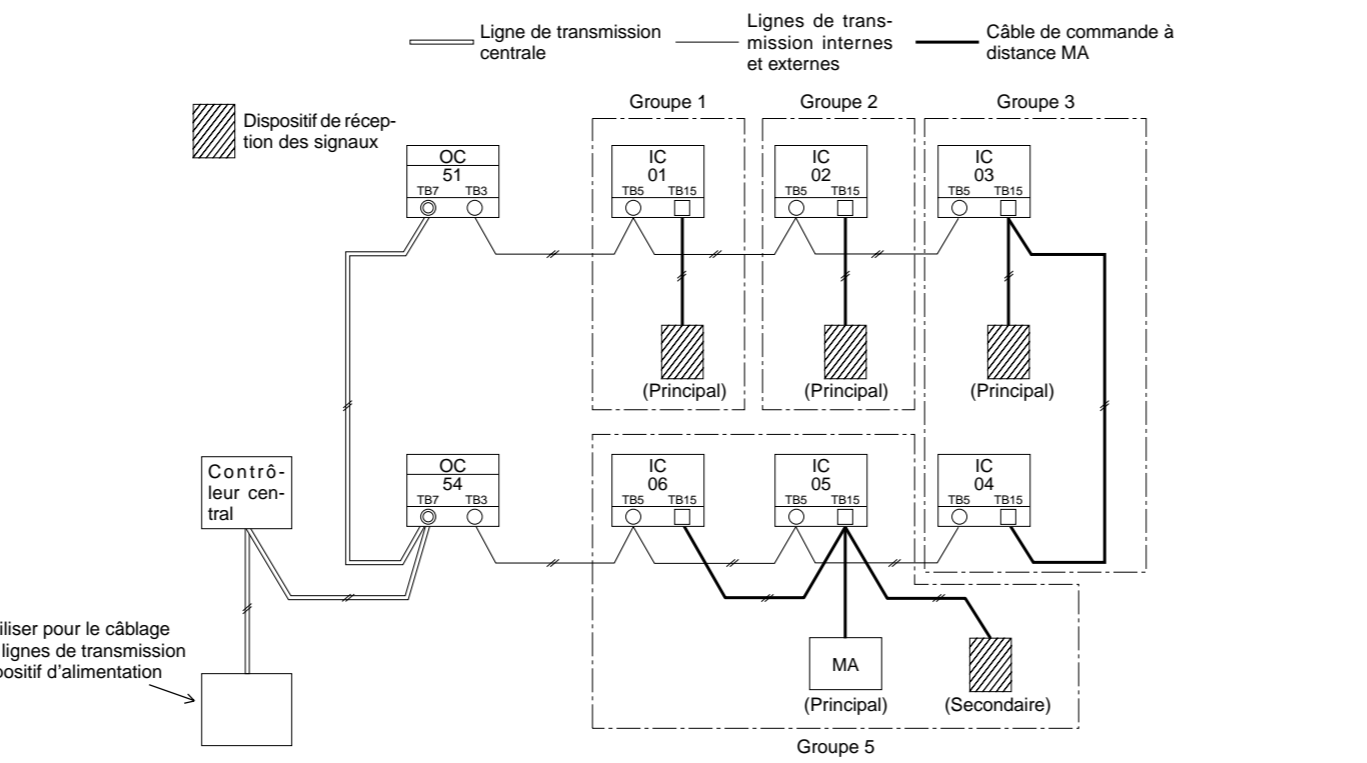 Ligne de transmission
centrale
Lignes de trans-
mission internes
et externes
Câble de commande à
distance MA
Dispositif de récep-
tion des signaux
Groupe 1
Groupe 2
Groupe 3
OC
51
TB7 TB3
IC
01
TB5 TB15
IC
02
TB5 TB15
IC
03
TB5 TB15
(Principal)
(Principal)
(Principal)
Contrô-
leur cen-
tral
OC
54
TB7 TB3
IC
06
TB5 TB15
IC
05
TB5 TB15
IC
04
TB5 TB15
iliser pour le câblage
lignes de transmission
positif d'alimentation
MA
(Principal)
(Secondaire)
Groupe 5